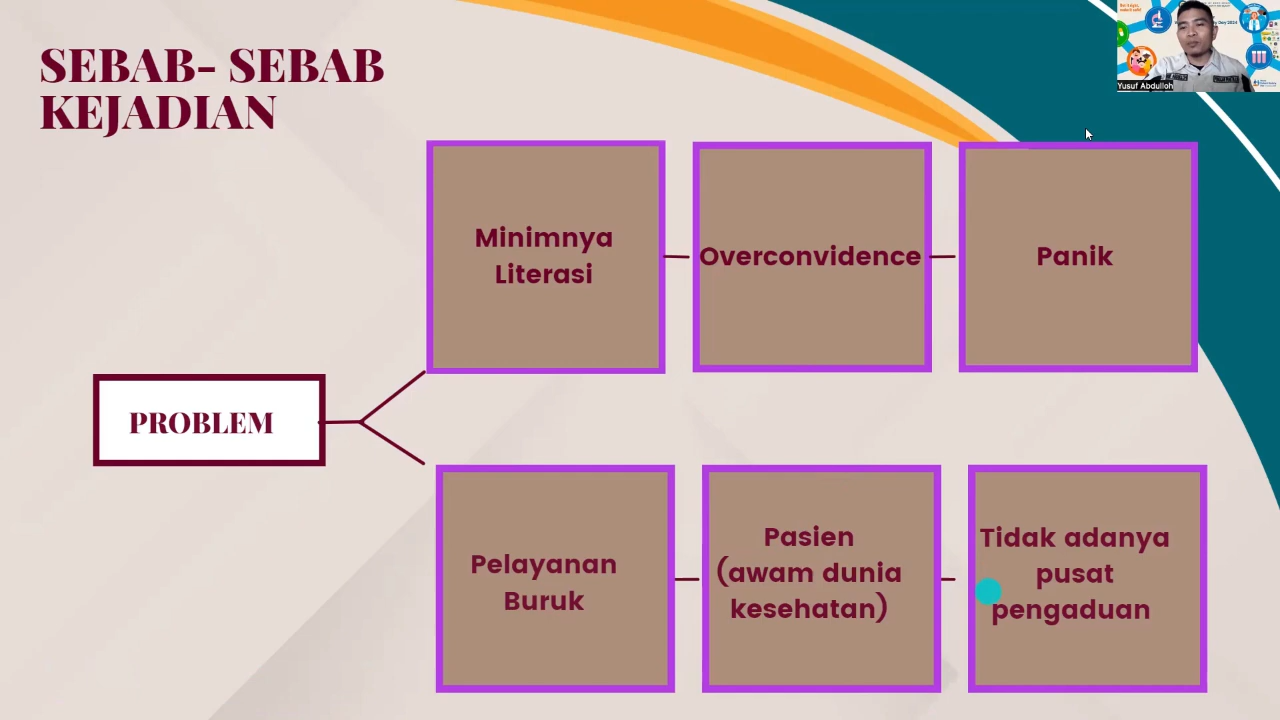 SEBAB- SEBAB
KEJADIAN
Yusuf Abdulloh
Minimnya
Literasi
Overconvidence
Panik
PROBLEM
Pelayanan
Buruk
Pasien
(awam dunia
kesehatan)
Tidak adanya
pusat
pengaduan